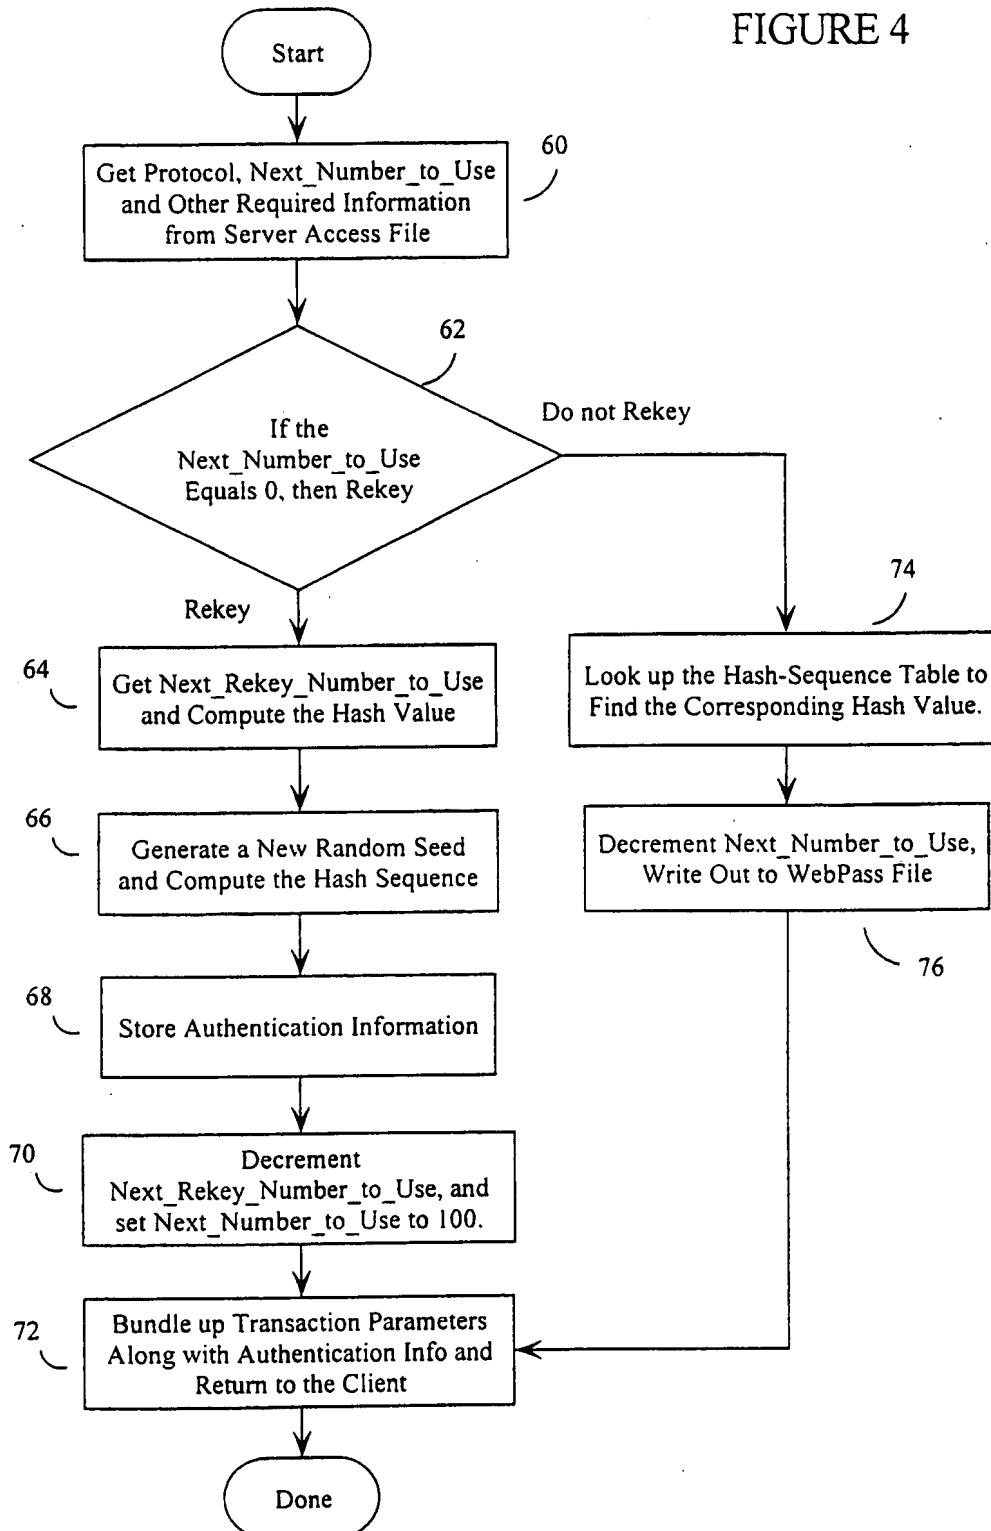 FIGURE 4
Start
60
Get Protocol, Next_Number_to_Use
and Other Required Information
from Server Access File
62
Do not Rekey
If the
Next_Number_to_Use
Equals 0, then Rekey
Rekey
74
64
Get Next_Rekey_Number_to_Use
and Compute the Hash Value
Look up the Hash-Sequence Table to
Find the Corresponding Hash Value.
66
Generate a New Random Seed
and Compute the Hash Sequence
Decrement Next_Number_to_Use,
Write Out to WebPass File
76
68
Store Authentication Information
70
Decrement
Next_Rekey_Number_to_Use, and
set Next_Number_to_Use to 100.
72
Bundle up Transaction Parameters
Along with Authentication Info and
Return to the Client
Done